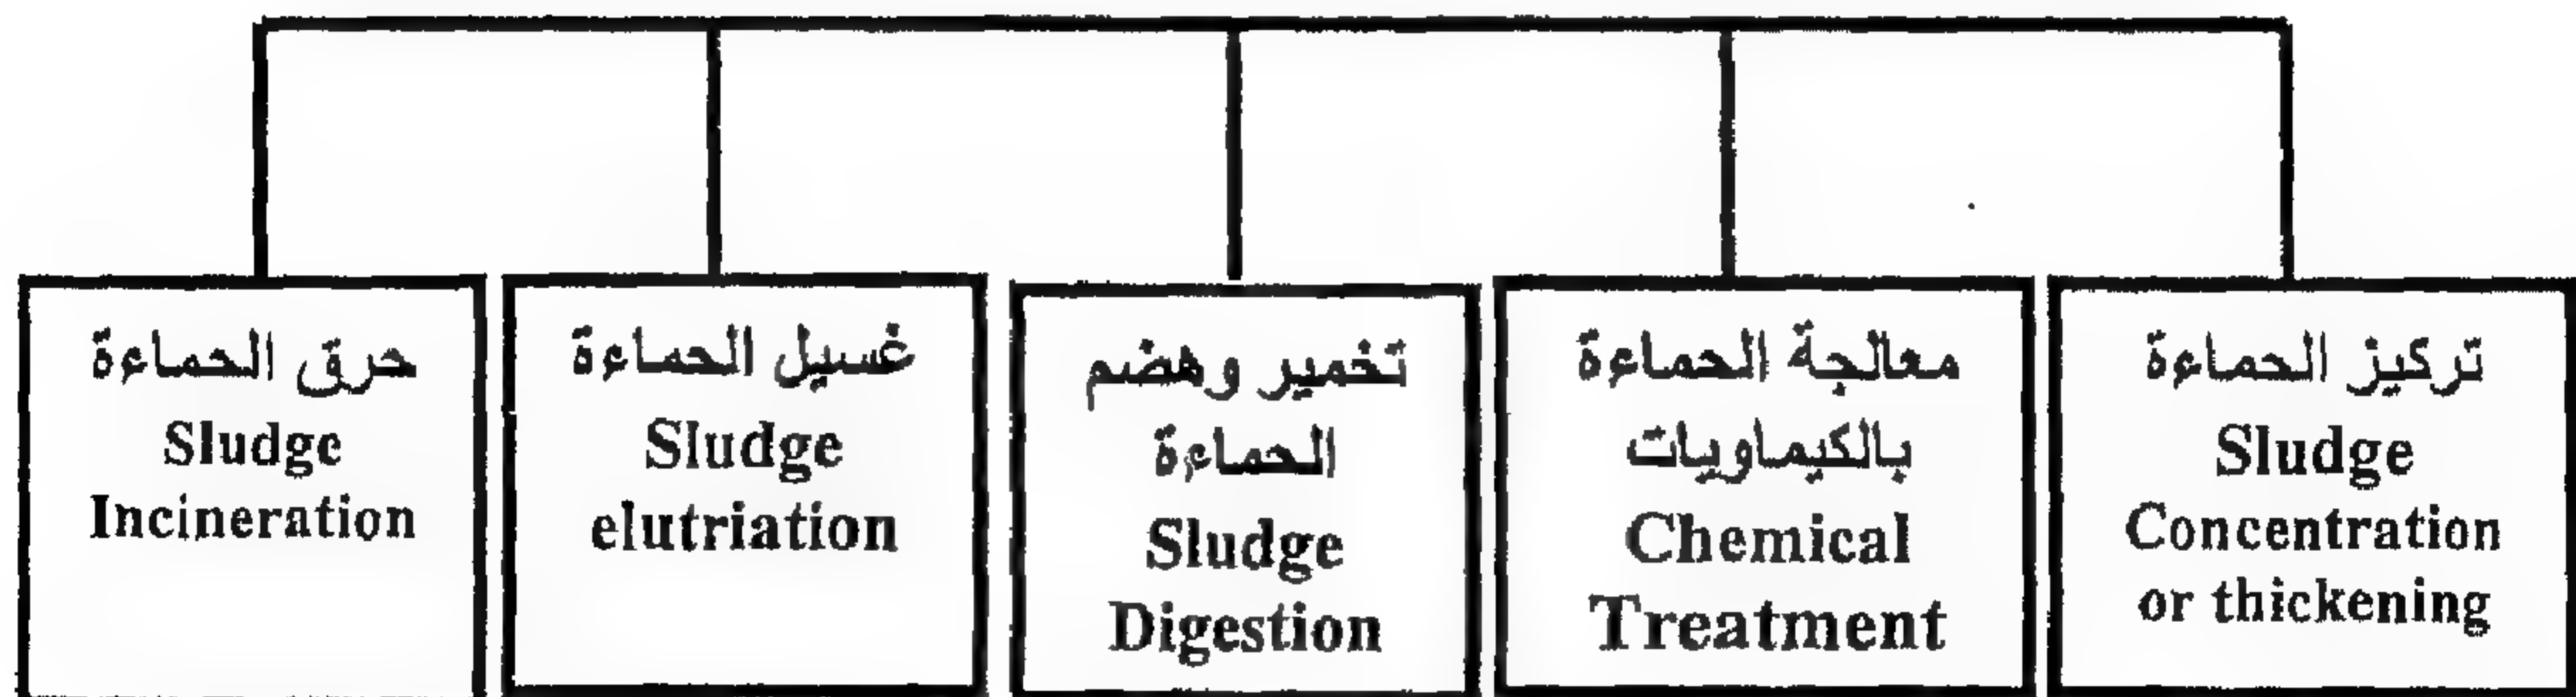 تركيز الحماءة
Sludge
Concentration
or thickening
معالجة الحماءة
بالكيماويات
Chemical
Treatment
تخمير وهضم
الحماءة
Sludge
Digestion
غسيل الحماءة
Sludge
elutriation
حرق الحماءة
Sludge
Incineration